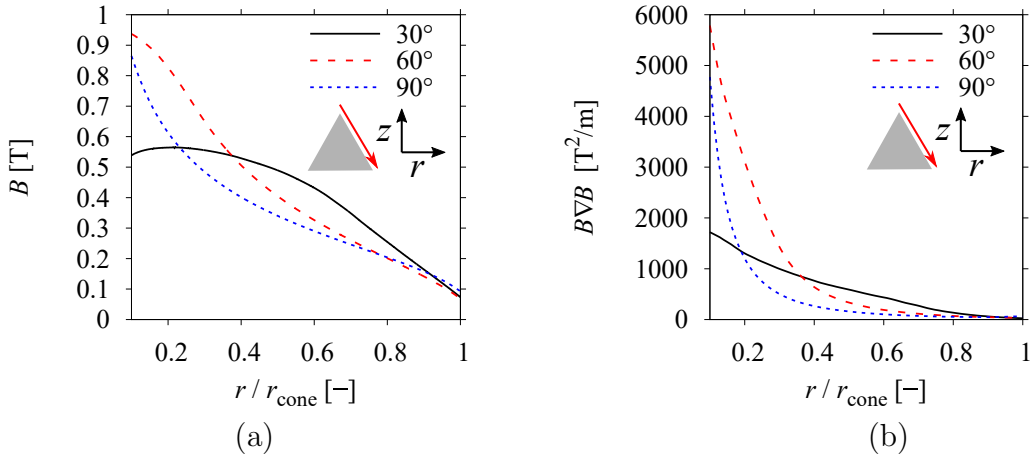 1
0.9
0.8
0.7
0.6
0.5
0.4
0.3
0.2
0.1
0
B [T]
30°
60°
90°
z
r
0.2 0.4 0.6 0.8 1
r / r_cone [−]
(a)
6000
5000
4000
3000
2000
1000
0
B∇B [T²/m]
30°
60°
90°
z
r
0.2 0.4 0.6 0.8 1
r / r_cone [−]
(b)